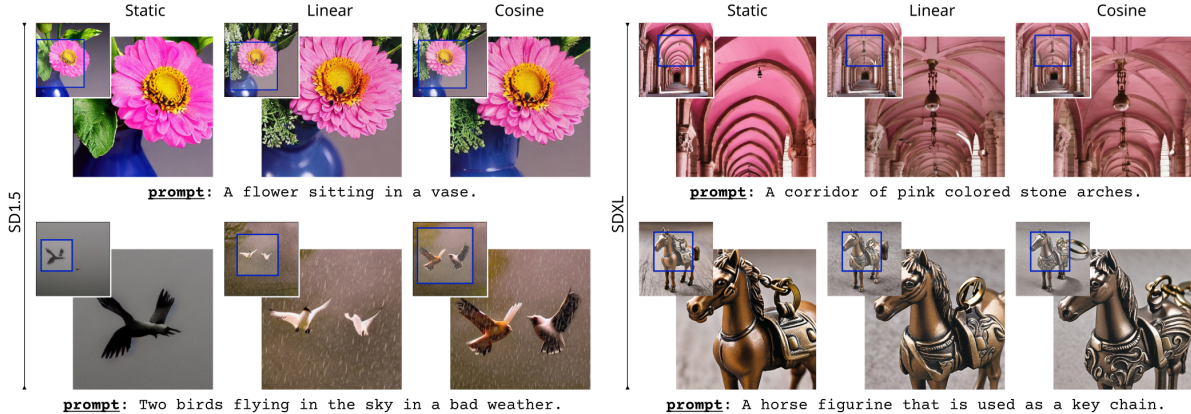 Static Linear Cosine
Static Linear Cosine
SD1.5
prompt: A flower sitting in a vase.
prompt: Two birds flying in the sky in a bad weather.
SDXL
prompt: A corridor of pink colored stone arches.
prompt: A horse figurine that is used as a key chain.